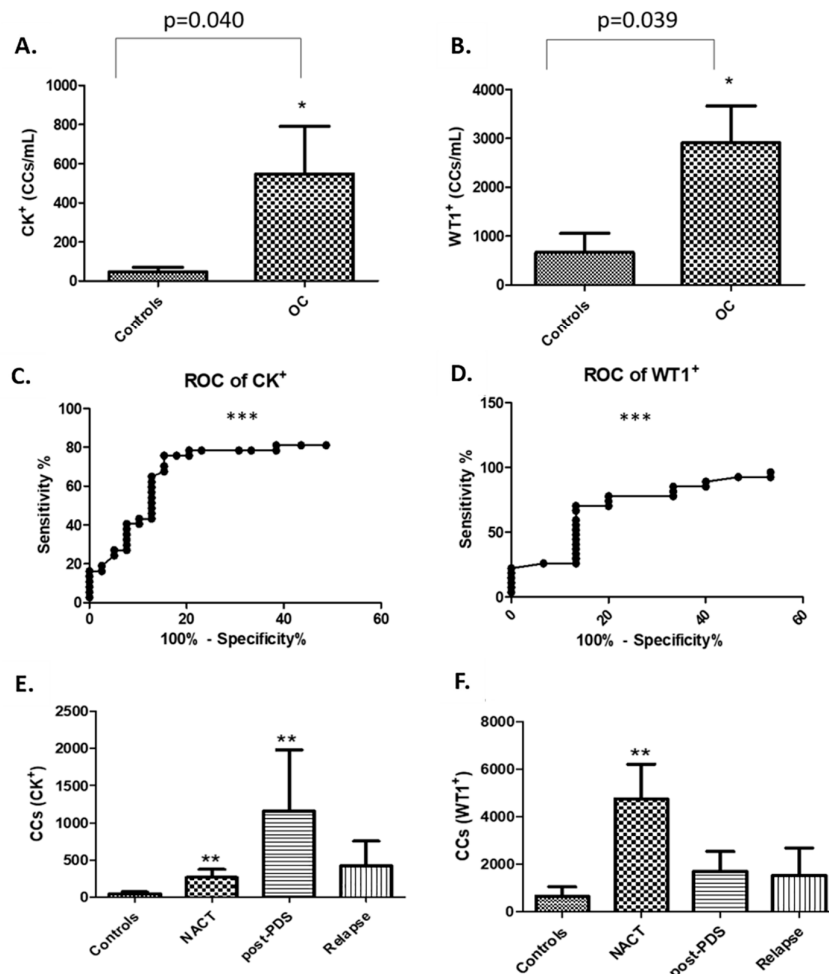 p=0.040
A.
CK⁺ (CCs/mL)
1000
800
600
400
200
0
*
Controls
OC
p=0.039
B.
WT1⁺ (CCs/mL)
4000
3000
2000
1000
0
*
Controls
OC
C.
ROC of CK⁺
***
Sensitivity %
100
80
60
40
20
0
0
20
40
60
100% - Specificity%
D.
ROC of WT1⁺
***
Sensitivity %
150
100
50
0
0
20
40
60
100% - Specificity%
E.
CCs (CK⁺)
2500
2000
1500
1000
500
0
**
**
Controls
NACT
post-PDS
Relapse
F.
CCs (WT1⁺)
8000
6000
4000
2000
0
**
Controls
NACT
post-PDS
Relapse